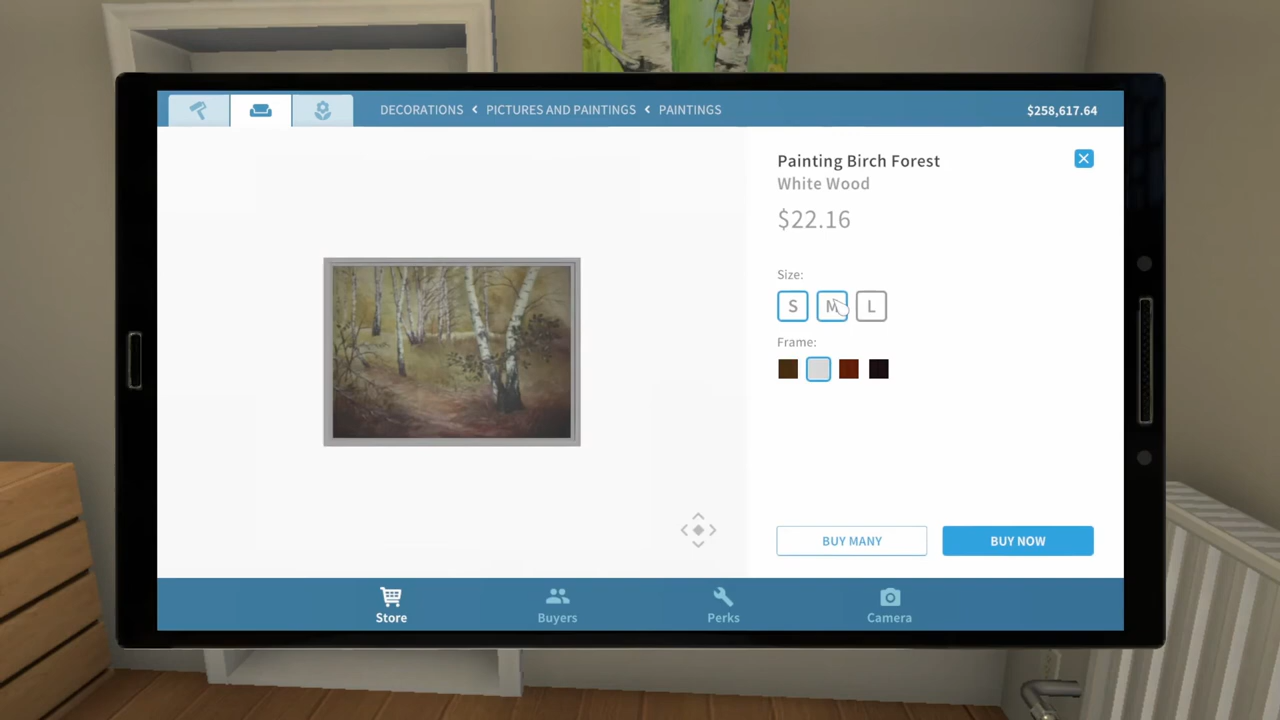 DECORATIONS < PICTURES AND PAINTINGS < PAINTINGS
$258,617.64
Painting Birch Forest
White Wood
$22.16
Size:
S M L
Frame:
BUY MANY BUY NOW
Store Buyers Perks Camera